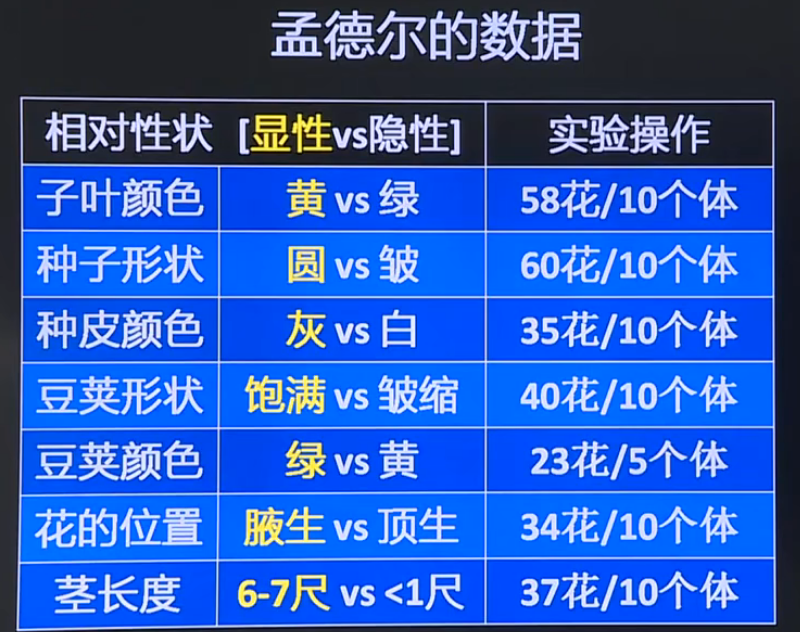 孟德尔的数据
相对性状 [显性vs隐性] 实验操作
子叶颜色 黄 vs 绿 58花/10个体
种子形状 圆 vs 皱 60花/10个体
种皮颜色 灰 vs 白 35花/10个体
豆荚形状 饱满 vs 皱缩 40花/10个体
豆荚颜色 绿 vs 黄 23花/5个体
花的位置 腋生 vs 顶生 34花/10个体
茎长度 6-7尺 vs <1尺 37花/10个体